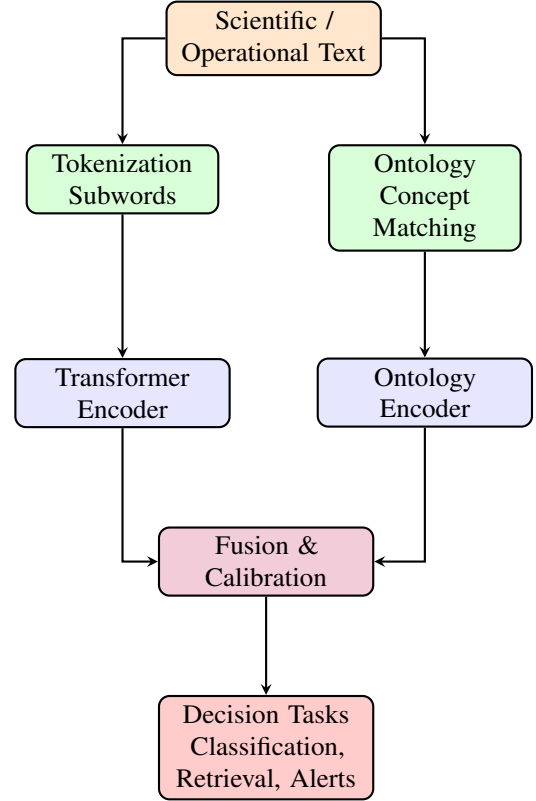 Scientific /
Operational Text
Tokenization
Subwords
Ontology
Concept
Matching
Transformer
Encoder
Ontology
Encoder
Fusion &
Calibration
Decision Tasks
Classification,
Retrieval, Alerts